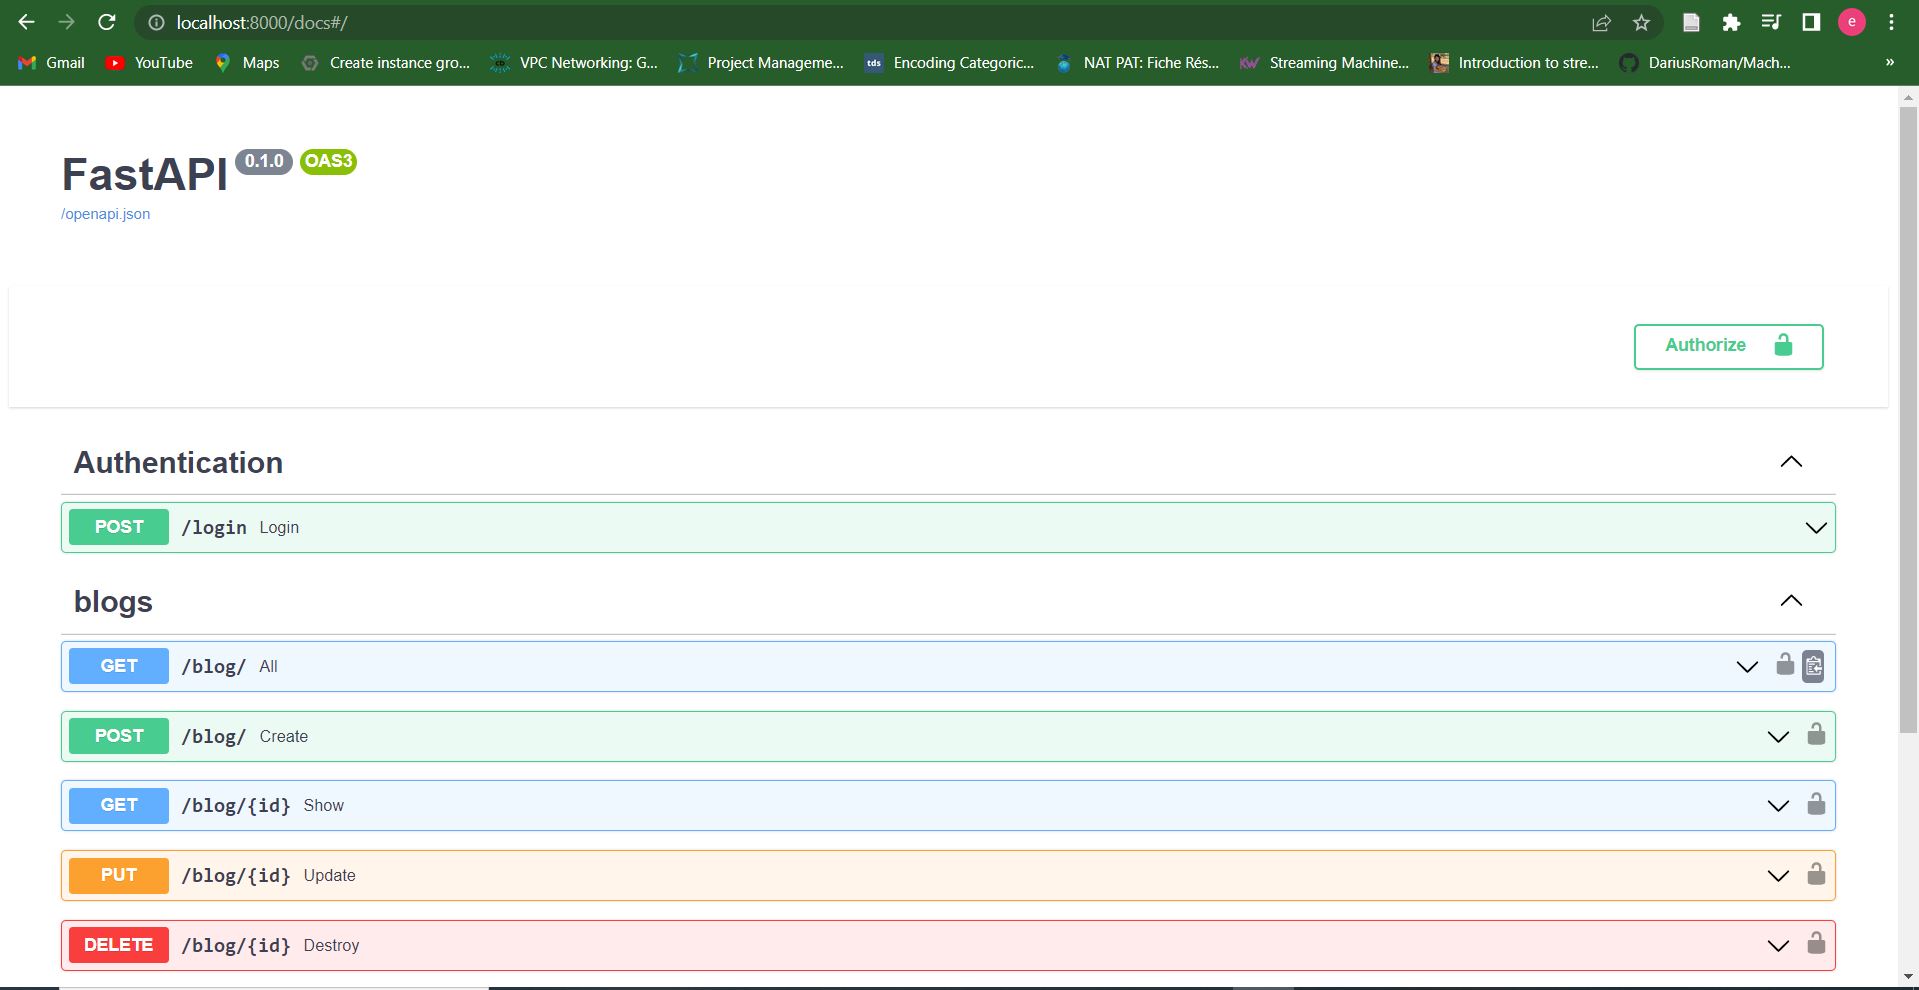 localhost:8000/docs#/
e
Gmail YouTube Maps Create instance gro... VPC Networking: G... Project Manageme... tds Encoding Categoric... NAT PAT: Fiche Rés... KW Streaming Machine... Introduction to stre... DariusRoman/Mach... »
FastAPI 0.1.0 OAS3
/openapi.json
Authorize
Authentication
POST /login Login
blogs
GET /blog/ All
POST /blog/ Create
GET /blog/{id} Show
PUT /blog/{id} Update
DELETE /blog/{id} Destroy